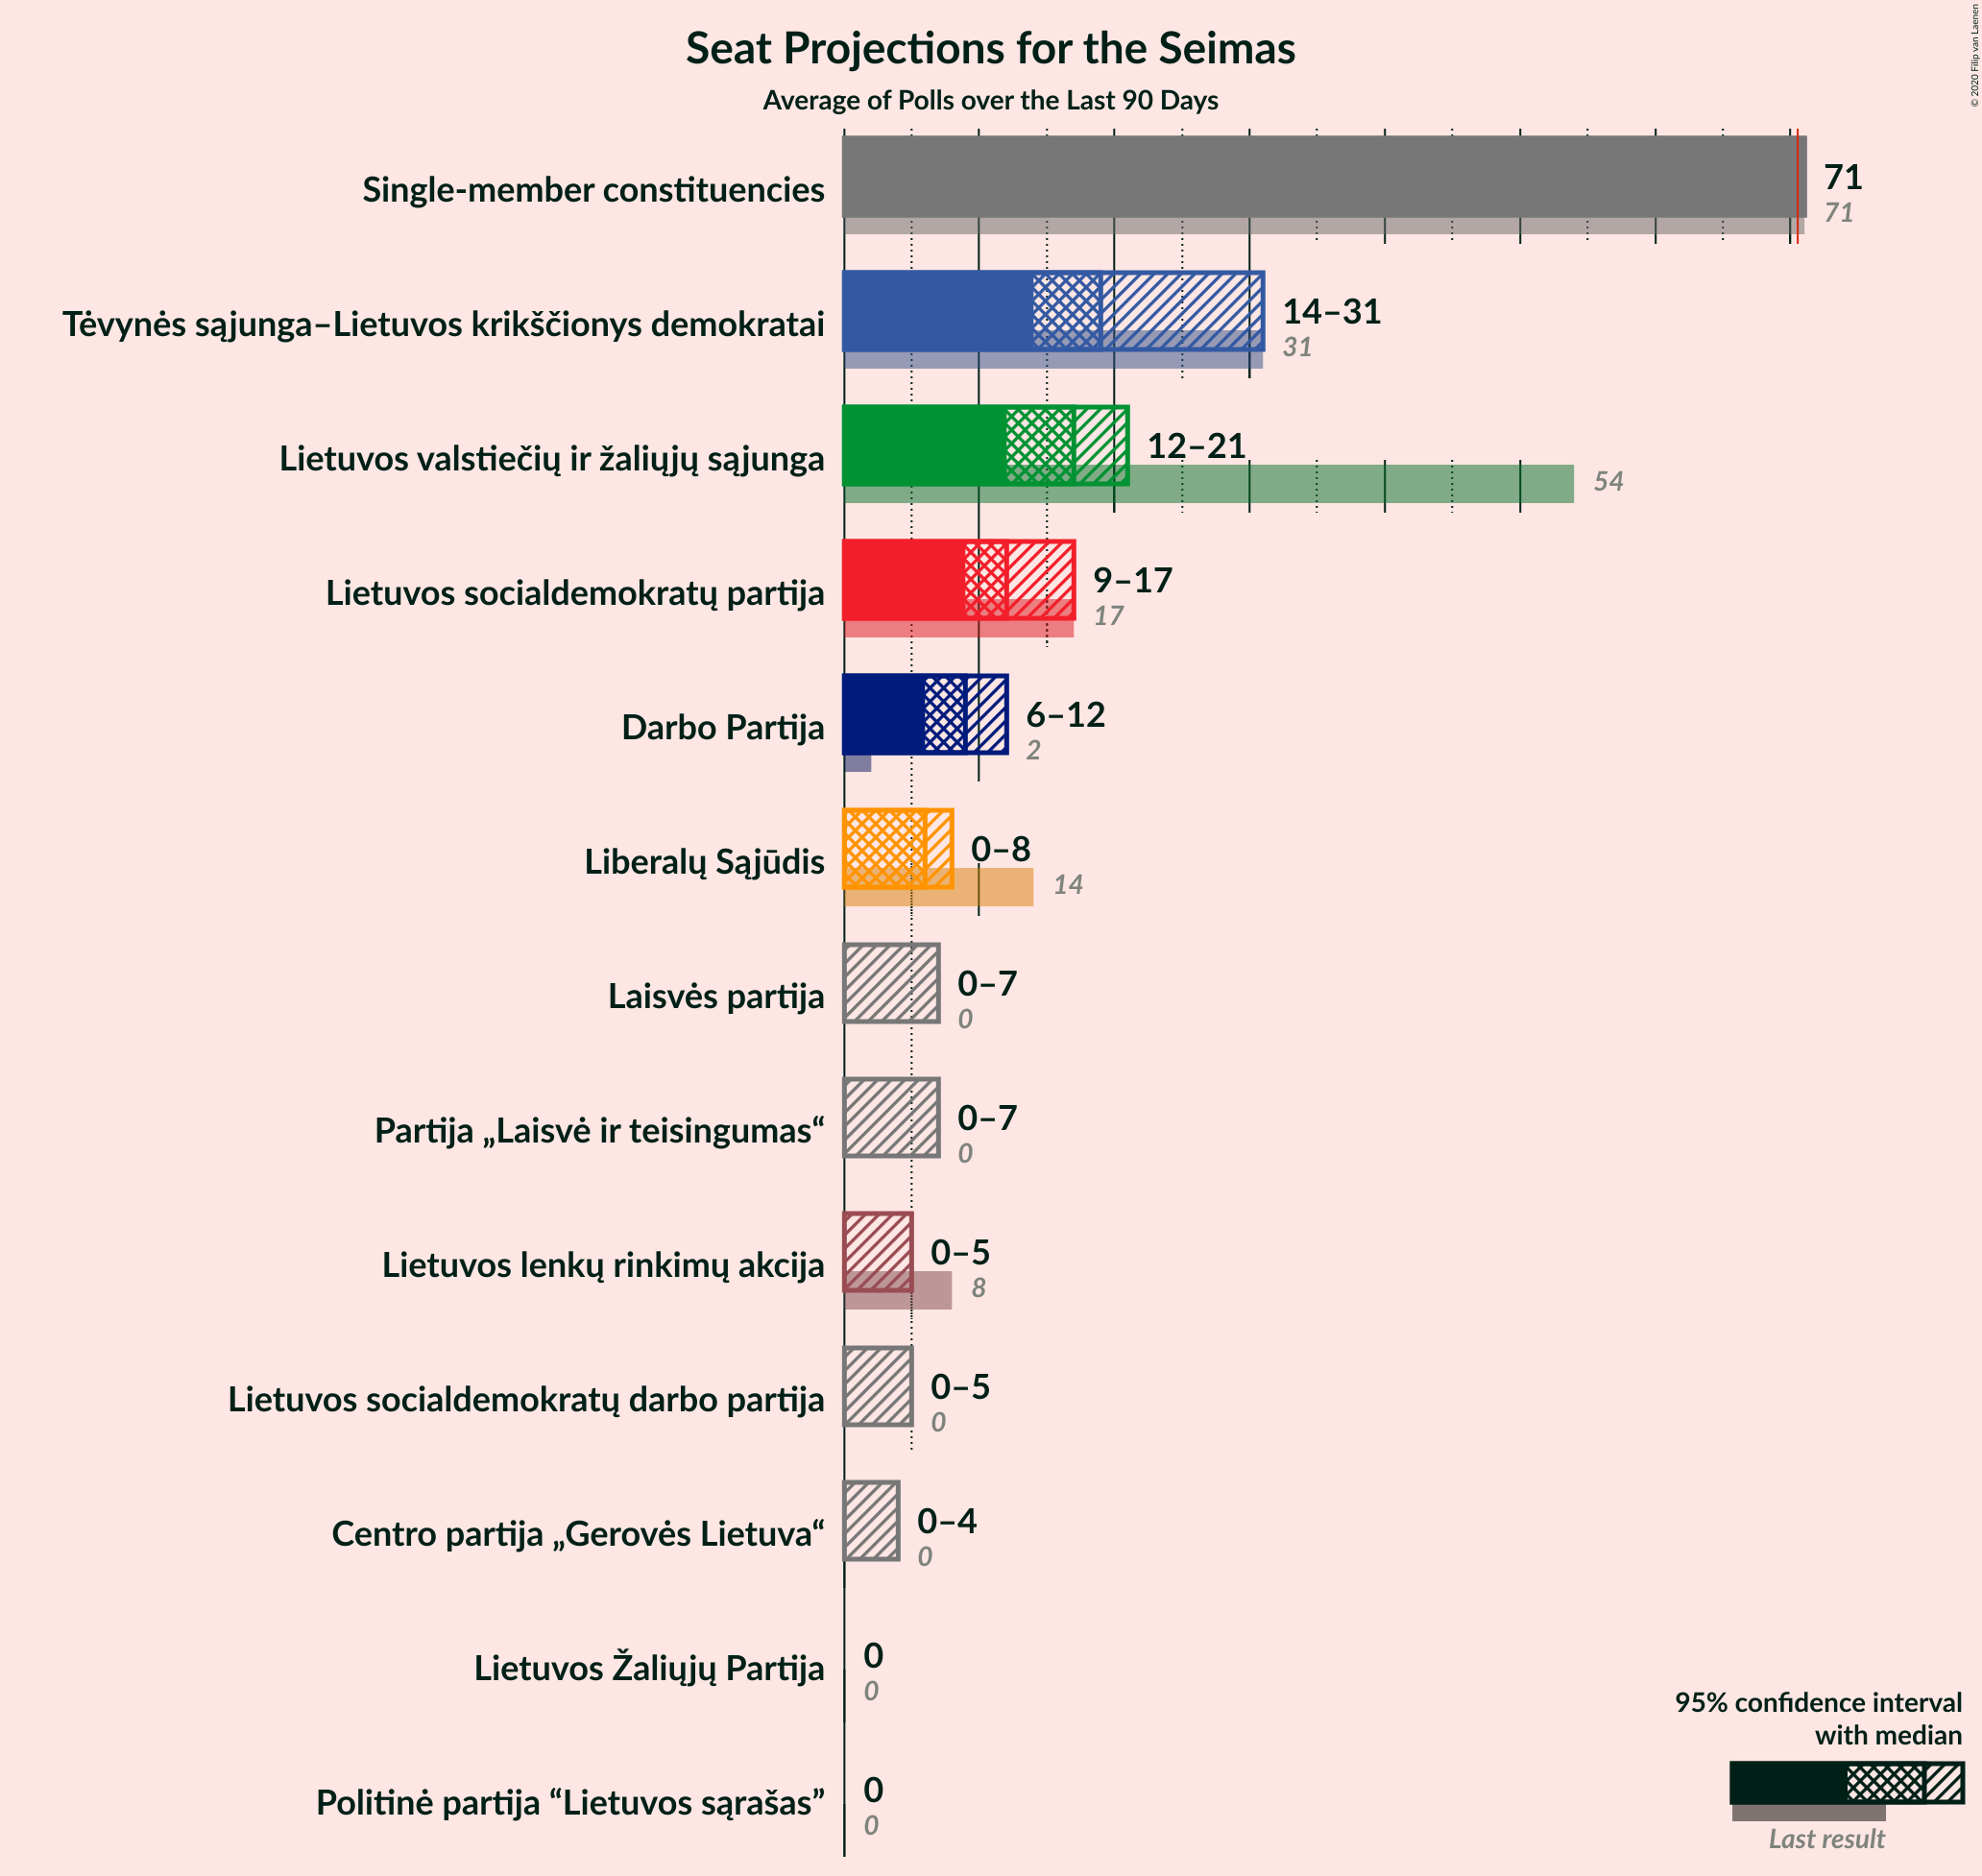 Seat Projections for the Seimas
Average of Polls over the Last 90 Days
© 2020 Filip van Laenen
Single-member constituencies
71
71
Tėvynės sąjunga–Lietuvos krikščionys demokratai
14–31
31
Lietuvos valstiečių ir žaliųjų sąjunga
12–21
54
Lietuvos socialdemokratų partija
9–17
17
Darbo Partija
6–12
2
Liberalų Sąjūdis
0–8
14
Laisvės partija
0–7
0
Partija „Laisvė ir teisingumas“
0–7
0
Lietuvos lenkų rinkimų akcija
0–5
8
Lietuvos socialdemokratų darbo partija
0–5
0
Centro partija „Gerovės Lietuva“
0–4
0
Lietuvos Žaliųjų Partija
0
0
Politinė partija “Lietuvos sąrašas”
0
0
95% confidence interval
with median
Last result